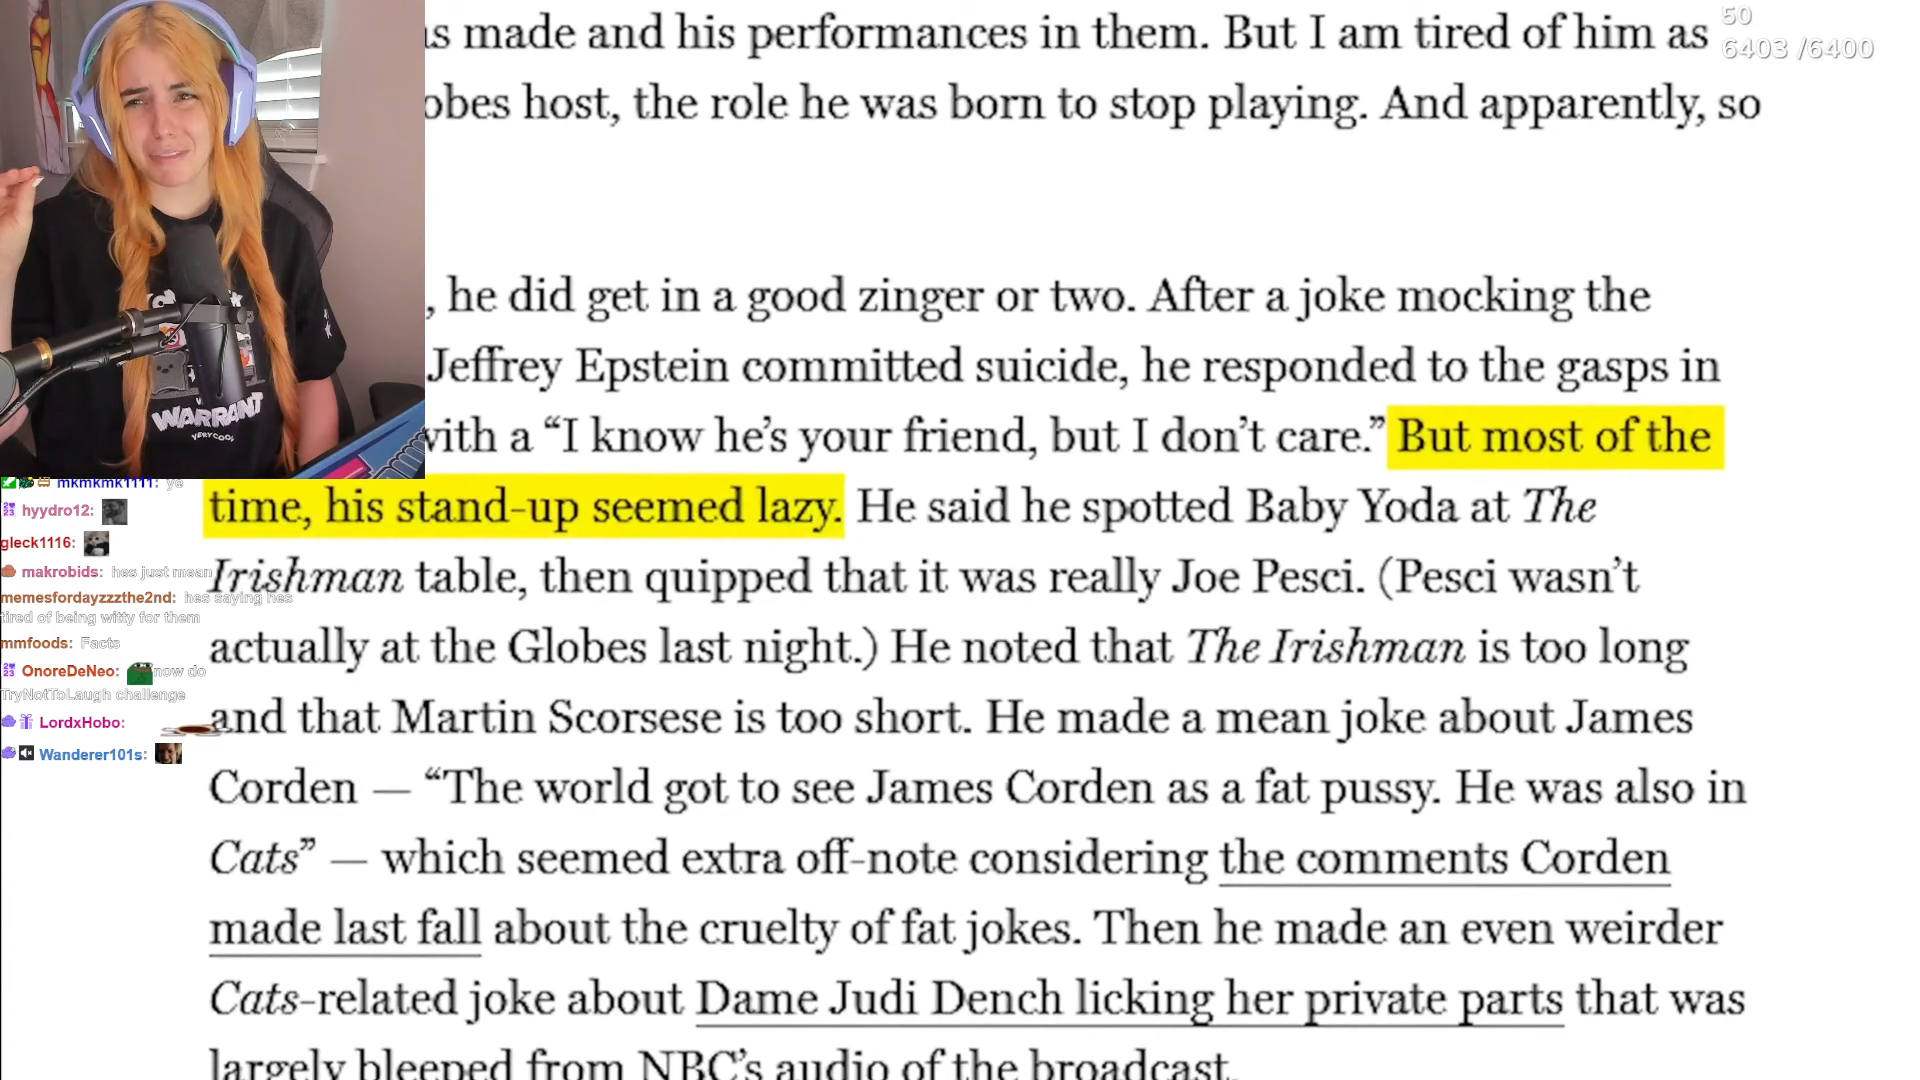 s made and his performances in them. But I am tired of him as
obes host, the role he was born to stop playing. And apparently, so
50
6403 /6400
, he did get in a good zinger or two. After a joke mocking the
Jeffrey Epstein committed suicide, he responded to the gasps in
with a “I know he’s your friend, but I don’t care.” But most of the
time, his stand-up seemed lazy. He said he spotted Baby Yoda at The
Irishman table, then quipped that it was really Joe Pesci. (Pesci wasn’t
actually at the Globes last night.) He noted that The Irishman is too long
and that Martin Scorsese is too short. He made a mean joke about James
Corden — “The world got to see James Corden as a fat pussy. He was also in
Cats” — which seemed extra off-note considering the comments Corden
made last fall about the cruelty of fat jokes. Then he made an even weirder
Cats-related joke about Dame Judi Dench licking her private parts that was
largely bleeped from NBC’s audio of the broadcast.
WARRANT
VERYCOOL
mkmkmk1111: ye
hyydro12:
gleck1116:
makrobids: hes just mean
memesfordayzzzthe2nd: hes saying hes
tired of being witty for them
mmfoods: Facts
OnoreDeNeo: now do
TryNotToLaugh challenge
LordxHobo:
Wanderer101s: